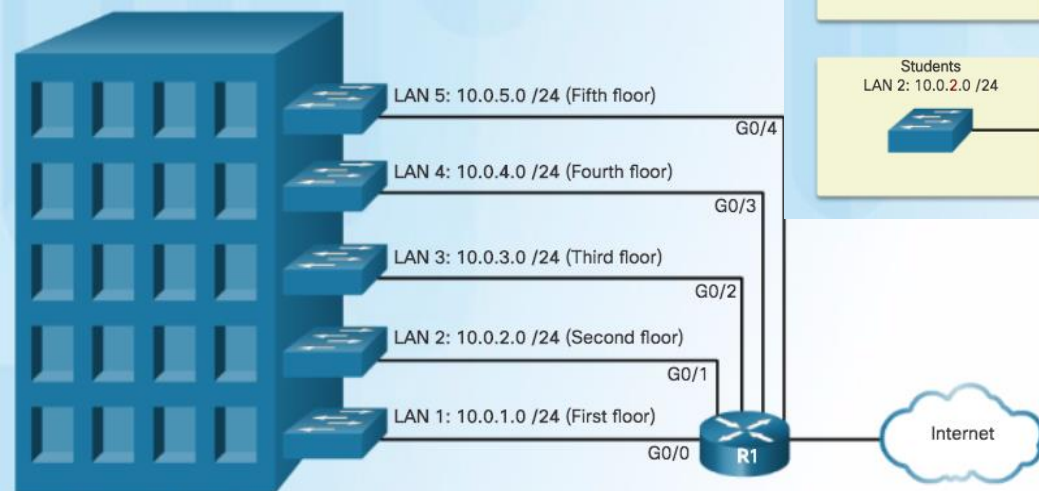 Students
LAN 2: 10.0.2.0 /24
LAN 5: 10.0.5.0 /24 (Fifth floor)
G0/4
LAN 4: 10.0.4.0 /24 (Fourth floor)
G0/3
LAN 3: 10.0.3.0 /24 (Third floor)
G0/2
LAN 2: 10.0.2.0 /24 (Second floor)
G0/1
LAN 1: 10.0.1.0 /24 (First floor)
G0/0
R1
Internet